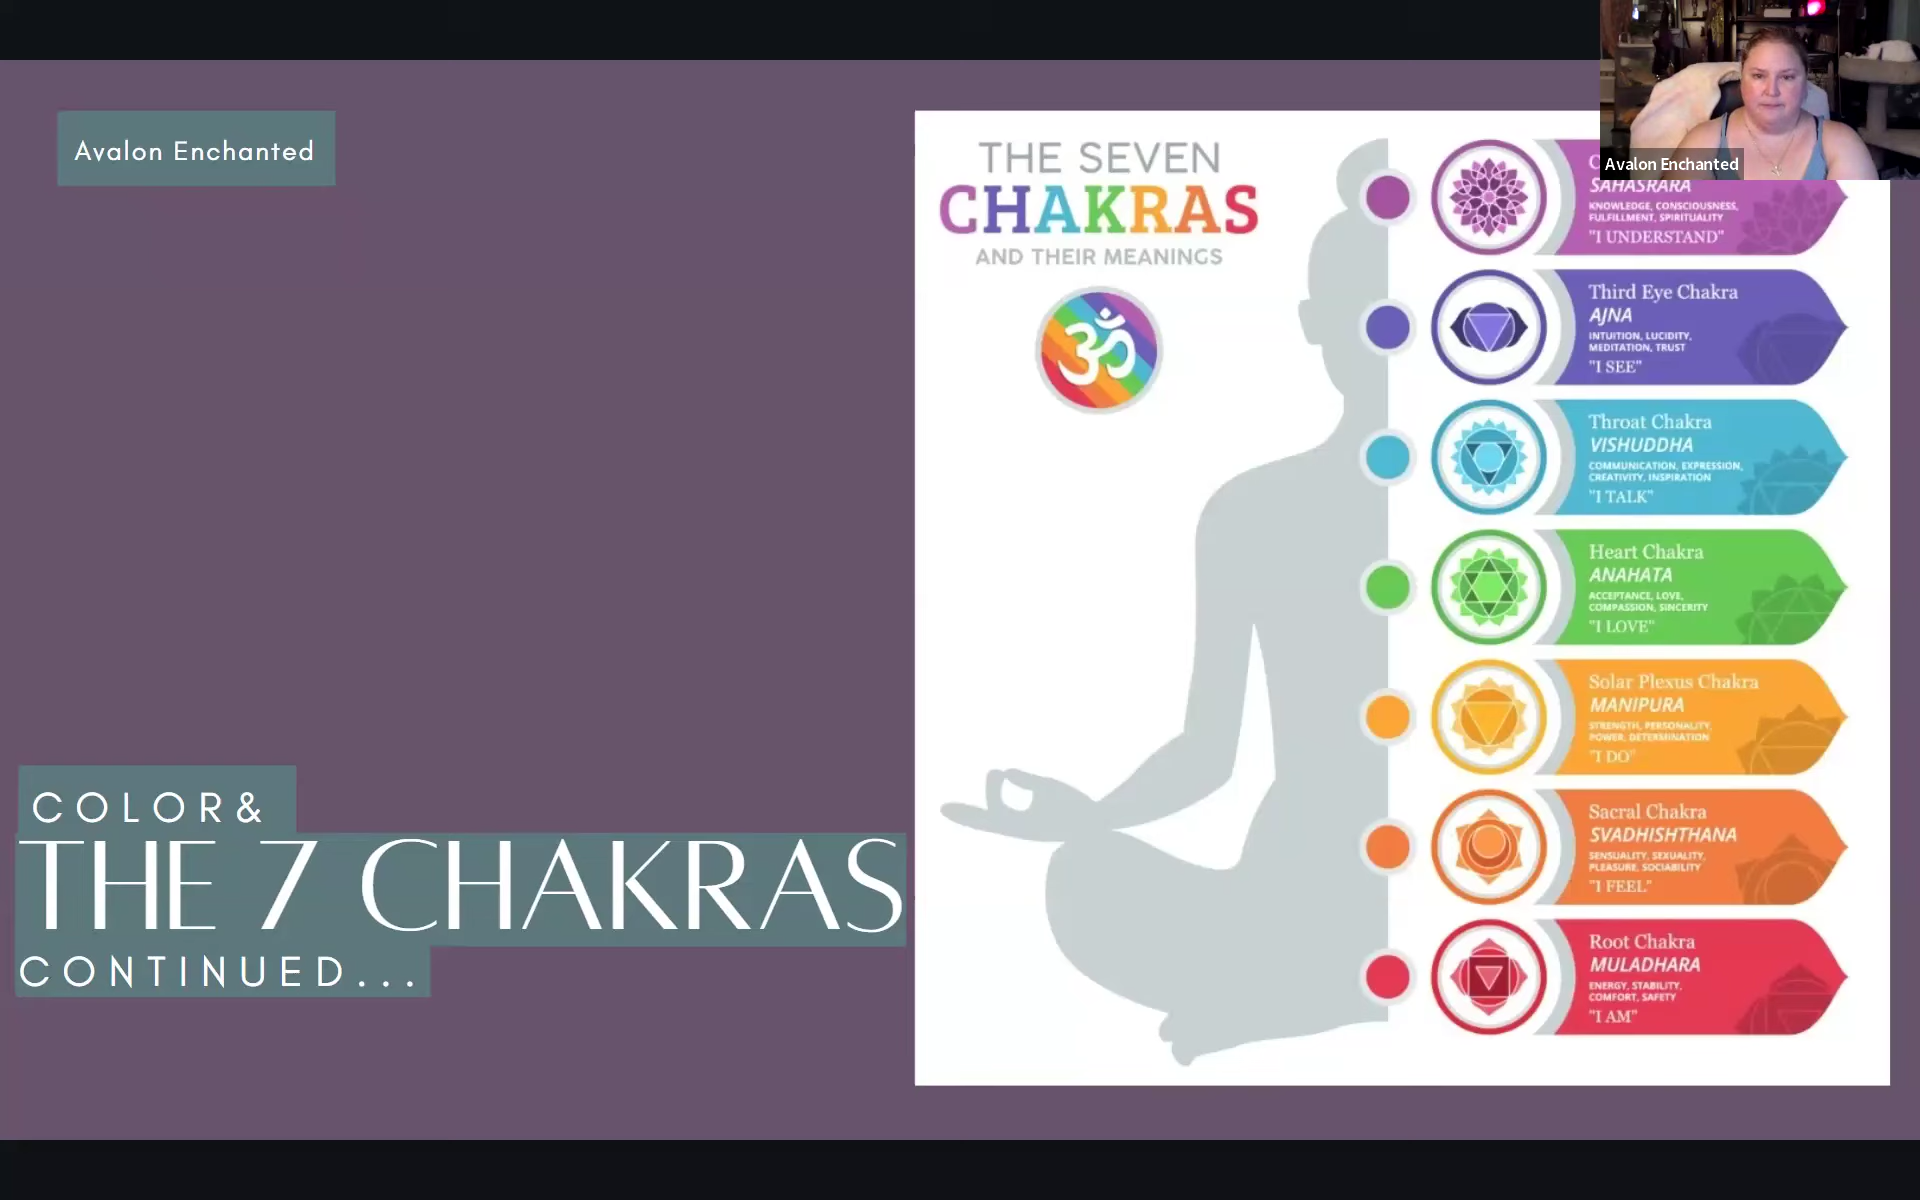 Avalon Enchanted
COLOR&
THE 7 CHAKRAS
CONTINUED...
THE SEVEN
CHAKRAS
AND THEIR MEANINGS
ॐ
Avalon Enchanted
SAHASRARA
KNOWLEDGE, CONSCIOUSNESS,
FULFILLMENT, SPIRITUALITY
"I UNDERSTAND"
Third Eye Chakra
AJNA
INTUITION, LUCIDITY,
MEDITATION, TRUST
"I SEE"
Throat Chakra
VISHUDDHA
COMMUNICATION, EXPRESSION,
CREATIVITY, INSPIRATION
"I TALK"
Heart Chakra
ANAHATA
ACCEPTANCE, LOVE,
COMPASSION, SINCERITY
"I LOVE"
Solar Plexus Chakra
MANIPURA
STRENGTH, PERSONALITY,
POWER, DETERMINATION
"I DO"
Sacral Chakra
SVADHISHTHANA
SENSUALITY, SEXUALITY,
PLEASURE, SOCIABILITY
"I FEEL"
Root Chakra
MULADHARA
ENERGY, STABILITY,
COMFORT, SAFETY
"I AM"